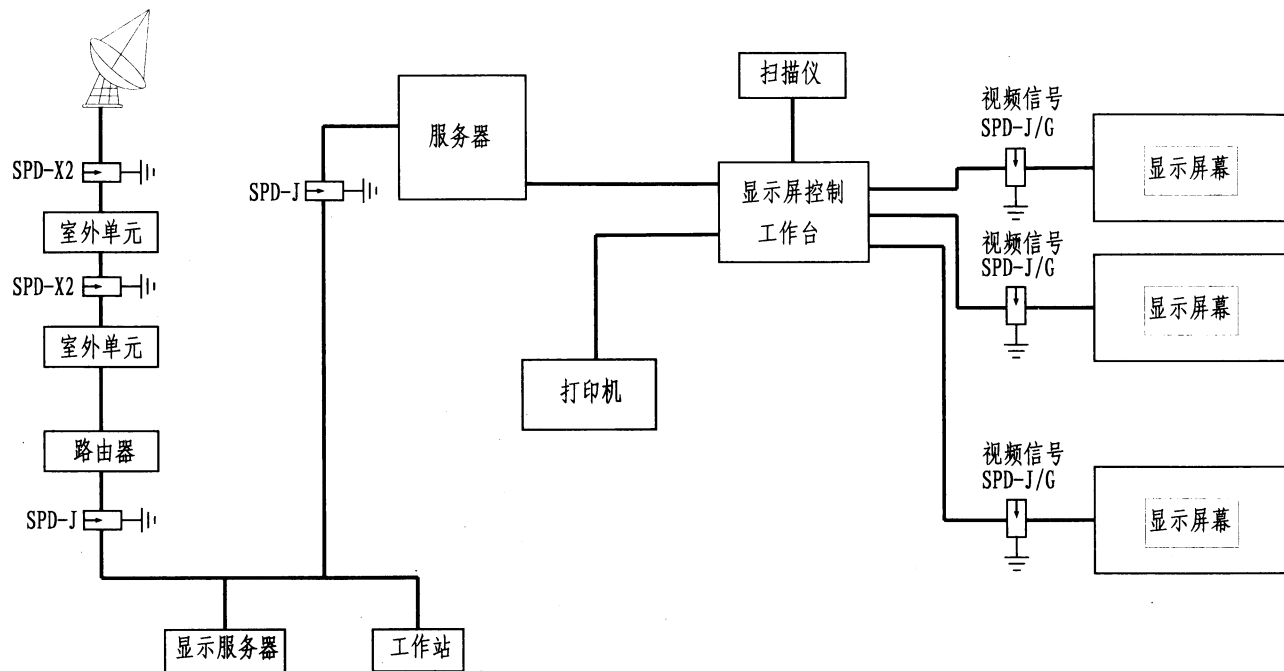 SPD-X2
室外单元
SPD-X2
室外单元
路由器
SPD-J
显示服务器
工作站
SPD-J
服务器
扫描仪
显示屏控制
工作台
打印机
视频信号
SPD-J/G
显示屏幕
视频信号
SPD-J/G
显示屏幕
视频信号
SPD-J/G
显示屏幕